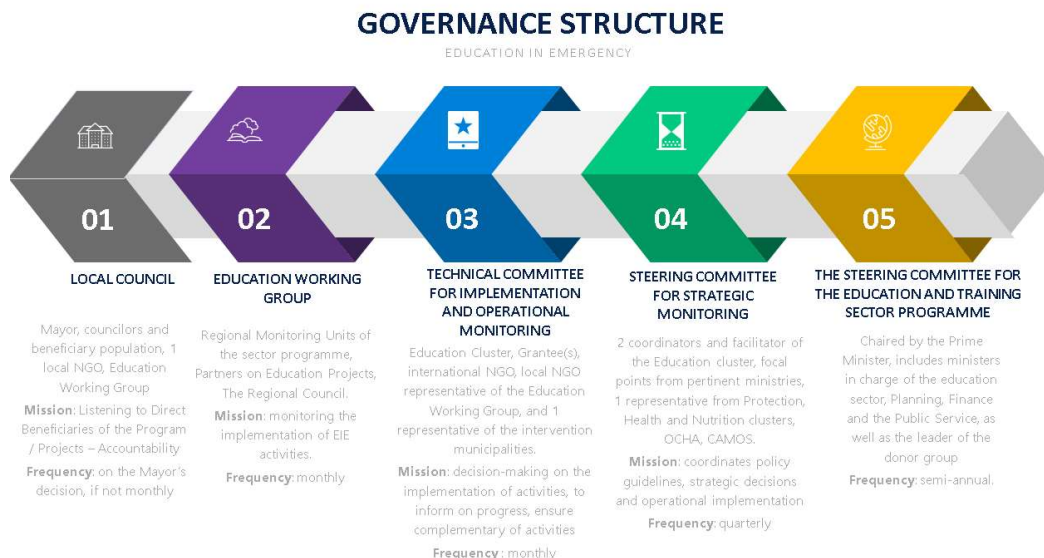 GOVERNANCE STRUCTURE
EDUCATION IN EMERGENCY
01
LOCAL COUNCIL
Mayor, councilors and
beneficiary population, 1
local NGO, Education
Working Group
Mission: Listening to Direct
Beneficiaries of the Program
/ Projects – Accountability
Frequency: on the Mayor's
decision, if not monthly
02
EDUCATION WORKING
GROUP
Regional Monitoring Units of
the sector programme,
Partners on Education Projects,
The Regional Council.
Mission: monitoring the
implementation of EIE
activities.
Frequency: monthly
03
TECHNICAL COMMITTEE
FOR IMPLEMENTATION
AND OPERATIONAL
MONITORING
Education Cluster, Grantee(s),
international NGO, local NGO
representative of the Education
Working Group, and 1
representative of the intervention
municipalities.
Mission: decision-making on the
implementation of activities, to
inform on progress, ensure
complementary of activities
Frequency: monthly
04
STEERING COMMITTEE
FOR STRATEGIC
MONITORING
2 coordinators and facilitator of
the Education cluster, focal
points from pertinent ministries,
1 representative from Protection,
Health and Nutrition clusters,
OCHA, CAMOS.
Mission: coordinates policy
guidelines, strategic decisions
and operational implementation
Frequency: quarterly
05
THE STEERING COMMITTEE FOR
THE EDUCATION AND TRAINING
SECTOR PROGRAMME
Chaired by the Prime
Minister, includes ministers
in charge of the education
sector, Planning, Finance
and the Public Service, as
well as the leader of the
donor group
Frequency: semi-annual.